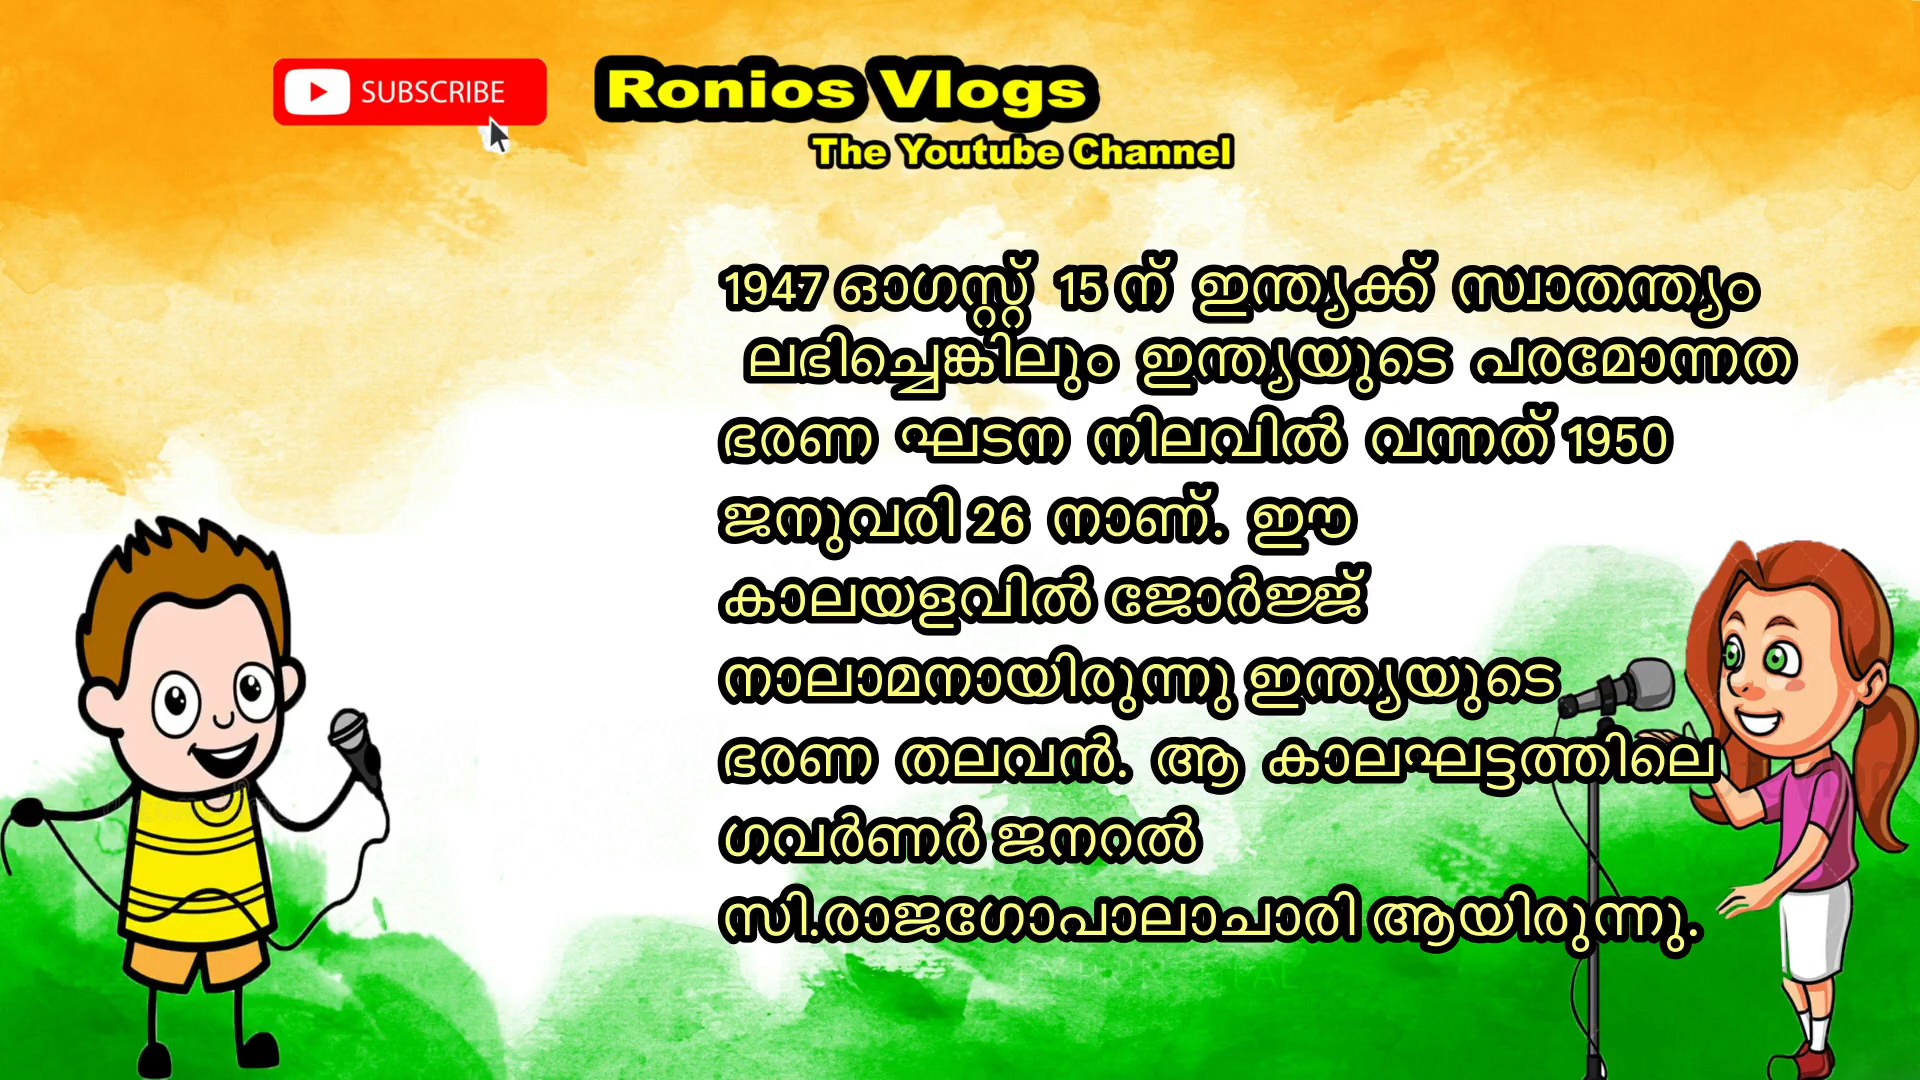 SUBSCRIBE
Ronios Vlogs
The Youtube Channel
1947 ഓഗസ്റ്റ് 15 ന് ഇന്ത്യക്ക് സ്വാതന്ത്യം
ലഭിച്ചെങ്കിലും ഇന്ത്യയുടെ പരമോന്നത
ഭരണ ഘടന നിലവിൽ വന്നത് 1950
ജനുവരി 26 നാണ്. ഈ
കാലയളവിൽ ജോർജ്ജ്
നാലാമനായിരുന്നു ഇന്ത്യയുടെ
ഭരണ തലവൻ. ആ കാലഘട്ടത്തിലെ
ഗവർണർ ജനറൽ
സി.രാജഗോപാലാചാരി ആയിരുന്നു.